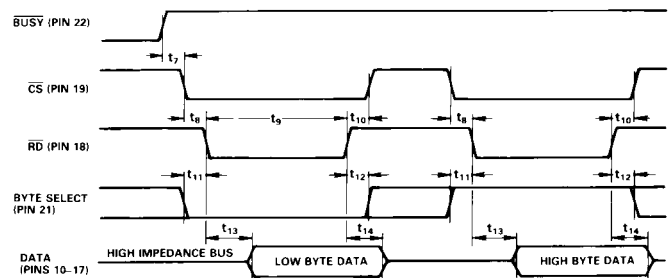 BUSY (PIN 22)
t7
CS (PIN 19)
t8 t9 t10 t8 t10
RD (PIN 18)
t11 t12 t11 t12
BYTE SELECT
(PIN 21)
t13 t14 t13 t14
DATA
(PINS 10–17)
HIGH IMPEDANCE BUS
LOW BYTE DATA
HIGH BYTE DATA